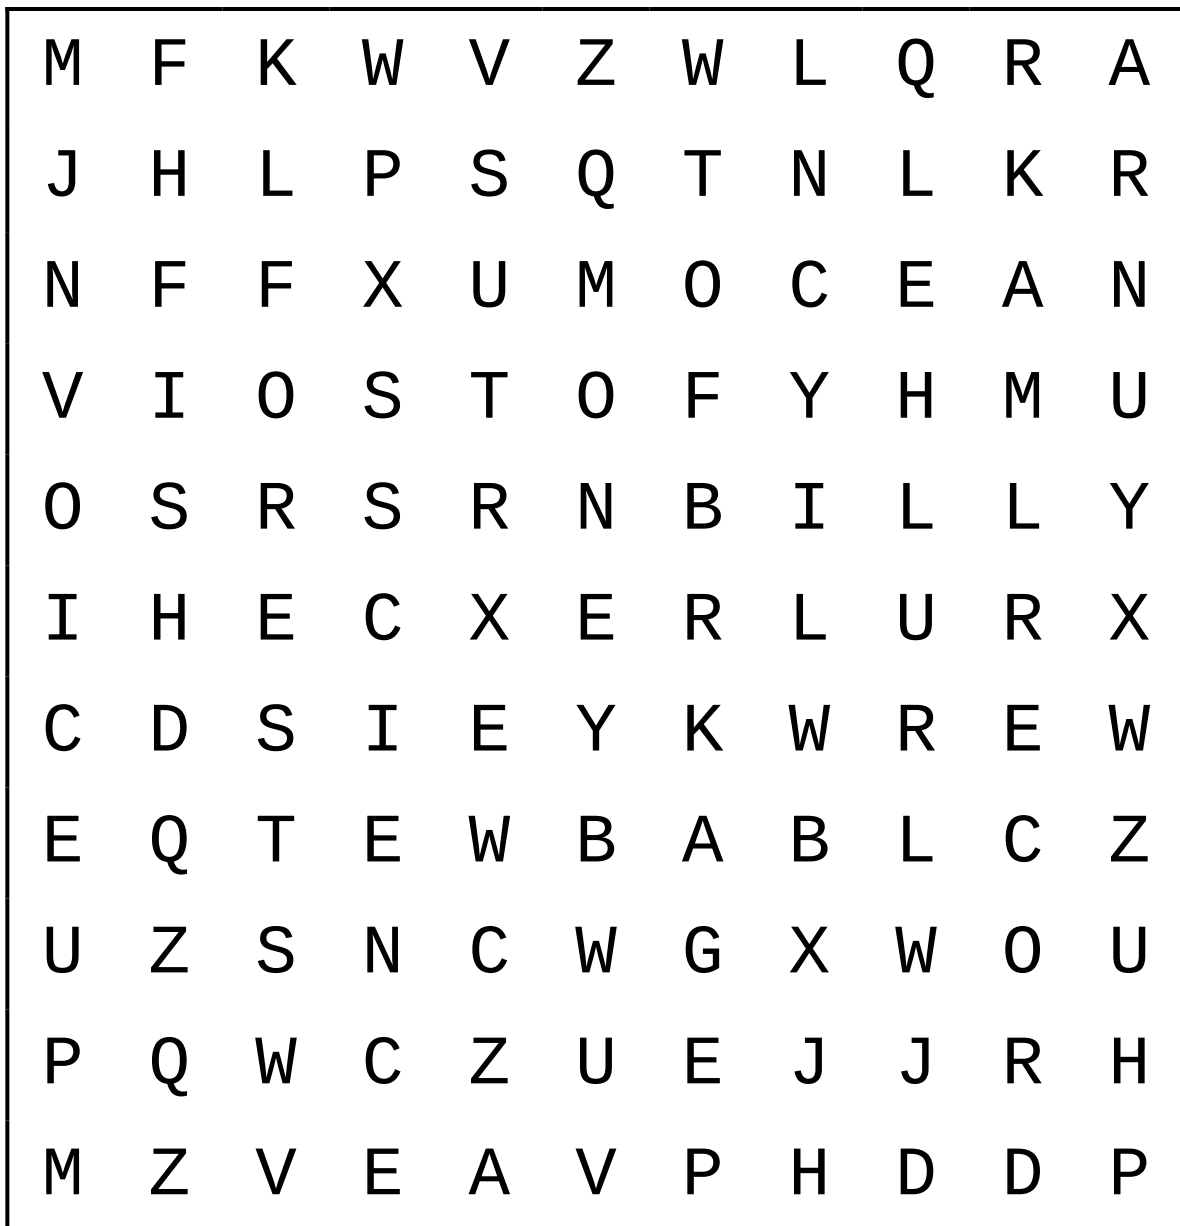 M F K W V Z W L Q R A
J H L P S Q T N L K R
N F F X U M O C E A N
V I O S T O F Y H M U
O S R S R N B I L L Y
I H E C X E R L U R X
C D S I E Y K W R E W
E Q T E W B A B L C Z
U Z S N C W G X W O U
P Q W C Z U E J J R H
M Z V E A V P H D D P